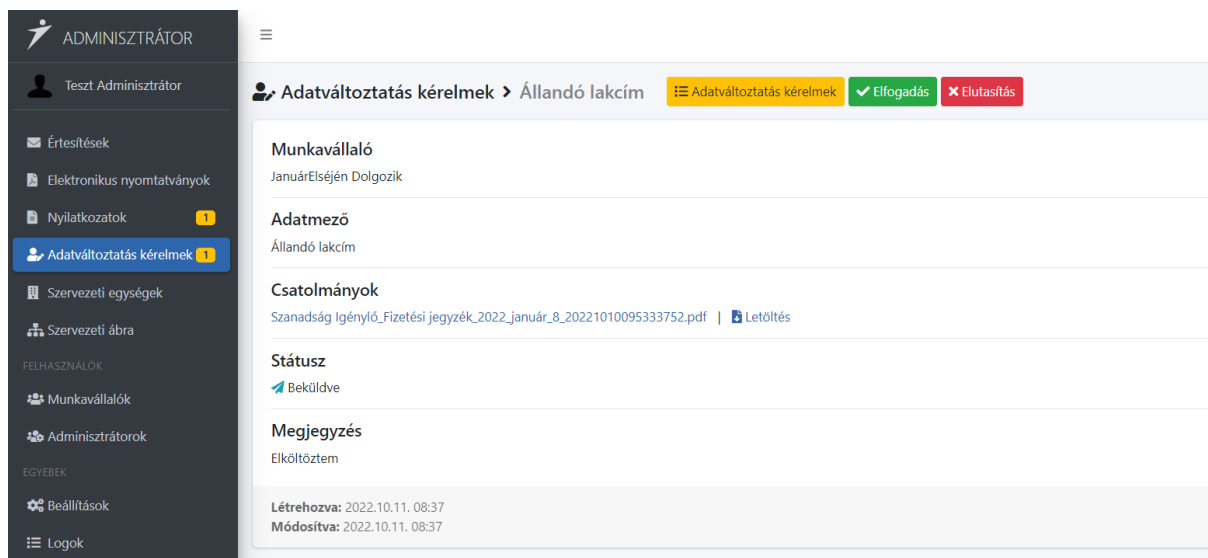 ADMINISZTRÁTOR
Teszt Adminisztrátor
Értesítések
Elektronikus nyomtatványok
Nyilatkozatok 1
Adatváltoztatás kérelmek 1
Szervezeti egységek
Szervezeti ábra
FELHASZNÁLÓK
Munkavállalók
Adminisztrátorok
EGYEBEK
Beállítások
Logok
Adatváltoztatás kérelmek > Állandó lakcím Adatváltoztatás kérelmek Elfogadás Elutasítás
Munkavállaló
JanuárElséjén Dolgozik
Adatmező
Állandó lakcím
Csatolmányok
Szanadság Igénylő_Fizetési jegyzék_2022_január_8_20221010095333752.pdf | Letöltés
Státusz
Beküldve
Megjegyzés
Elköltöztem
Létrehozva: 2022.10.11. 08:37
Módosítva: 2022.10.11. 08:37